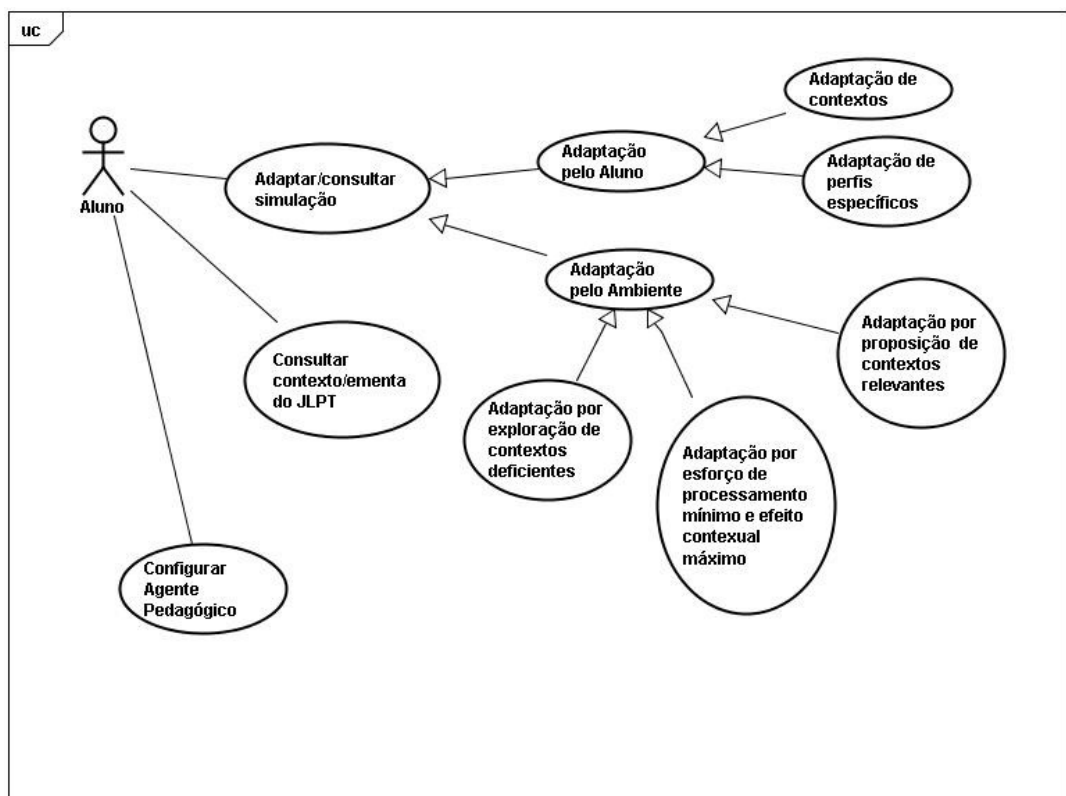 uc
Aluno
Adaptar/consultar
simulação
Adaptação
pelo Aluno
Adaptação de
contextos
Adaptação de
perfis
específicos
Adaptação
pelo Ambiente
Adaptação por
proposição de
contextos
relevantes
Consultar
contexto/ementa
do JLPT
Adaptação por
exploração de
contextos
deficientes
Adaptação por
esforço de
processamento
mínimo e efeito
contexual
máximo
Configurar
Agente
Pedagógico